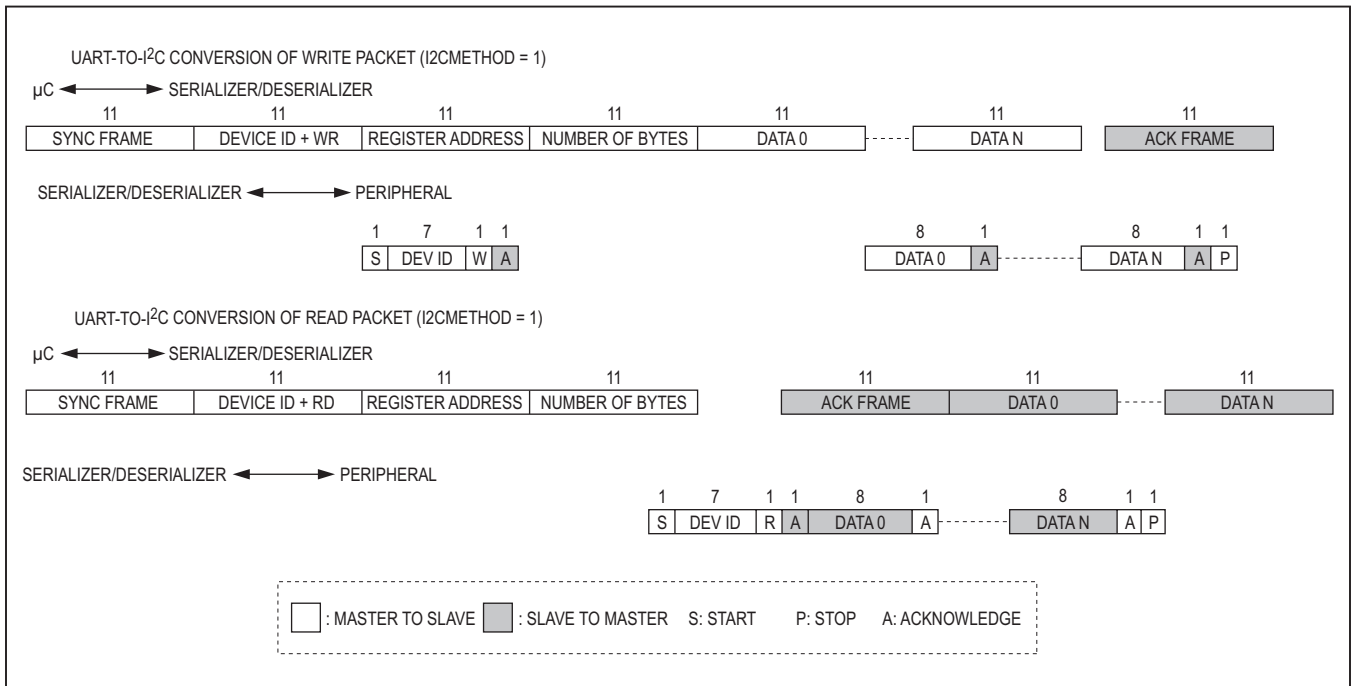 UART-TO-I2C CONVERSION OF WRITE PACKET (I2CMETHOD = 1)
µC SERIALIZER/DESERIALIZER
11 11 11 11 11 11 11
SYNC FRAME DEVICE ID + WR REGISTER ADDRESS NUMBER OF BYTES DATA 0 DATA N ACK FRAME
SERIALIZER/DESERIALIZER PERIPHERAL
1 7 1 1 8 1 8 1 1
S DEV ID W A DATA 0 A DATA N A P
UART-TO-I2C CONVERSION OF READ PACKET (I2CMETHOD = 1)
µC SERIALIZER/DESERIALIZER
11 11 11 11 11 11 11
SYNC FRAME DEVICE ID + RD REGISTER ADDRESS NUMBER OF BYTES ACK FRAME DATA 0 DATA N
SERIALIZER/DESERIALIZER PERIPHERAL
1 7 1 1 8 1 8 1 1
S DEV ID R A DATA 0 A DATA N A P
: MASTER TO SLAVE : SLAVE TO MASTER S: START P: STOP A: ACKNOWLEDGE